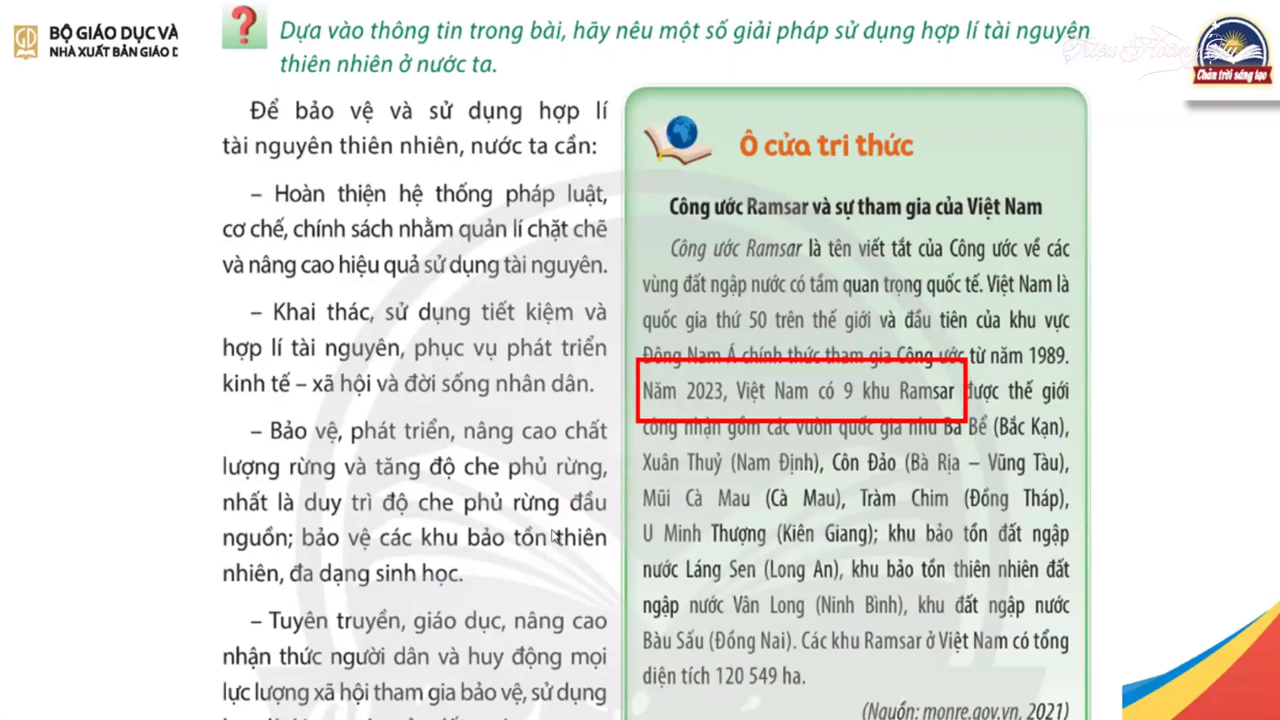 BỘ GIÁO DỤC VÀ
NHÀ XUẤT BẢN GIÁO D
?
Dựa vào thông tin trong bài, hãy nêu một số giải pháp sử dụng hợp lí tài nguyên
thiên nhiên ở nước ta.
Chân trời sáng tạo
Để bảo vệ và sử dụng hợp lí
tài nguyên thiên nhiên, nước ta cần:
– Hoàn thiện hệ thống pháp luật,
cơ chế, chính sách nhằm quản lí chặt chẽ
và nâng cao hiệu quả sử dụng tài nguyên.
– Khai thác, sử dụng tiết kiệm và
hợp lí tài nguyên, phục vụ phát triển
kinh tế – xã hội và đời sống nhân dân.
– Bảo vệ, phát triển, nâng cao chất
lượng rừng và tăng độ che phủ rừng,
nhất là duy trì độ che phủ rừng đầu
nguồn; bảo vệ các khu bảo tồn thiên
nhiên, đa dạng sinh học.
– Tuyên truyền, giáo dục, nâng cao
nhận thức người dân và huy động mọi
lực lượng xã hội tham gia bảo vệ, sử dụng
Ô cửa tri thức
Công ước Ramsar và sự tham gia của Việt Nam
Công ước Ramsar là tên viết tắt của Công ước về các
vùng đất ngập nước có tầm quan trọng quốc tế. Việt Nam là
quốc gia thứ 50 trên thế giới và đầu tiên của khu vực
Đông Nam Á chính thức tham gia Công ước từ năm 1989.
Năm 2023, Việt Nam có 9 khu Ramsar được thế giới
công nhận gồm các vườn quốc gia như Ba Bể (Bắc Kạn),
Xuân Thuỷ (Nam Định), Côn Đảo (Bà Rịa – Vũng Tàu),
Mũi Cà Mau (Cà Mau), Tràm Chim (Đồng Tháp),
U Minh Thượng (Kiên Giang); khu bảo tồn đất ngập
nước Láng Sen (Long An), khu bảo tồn thiên nhiên đất
ngập nước Vân Long (Ninh Bình), khu đất ngập nước
Bàu Sấu (Đồng Nai). Các khu Ramsar ở Việt Nam có tổng
diện tích 120 549 ha.
(Nguồn: monre.gov.vn, 2021)